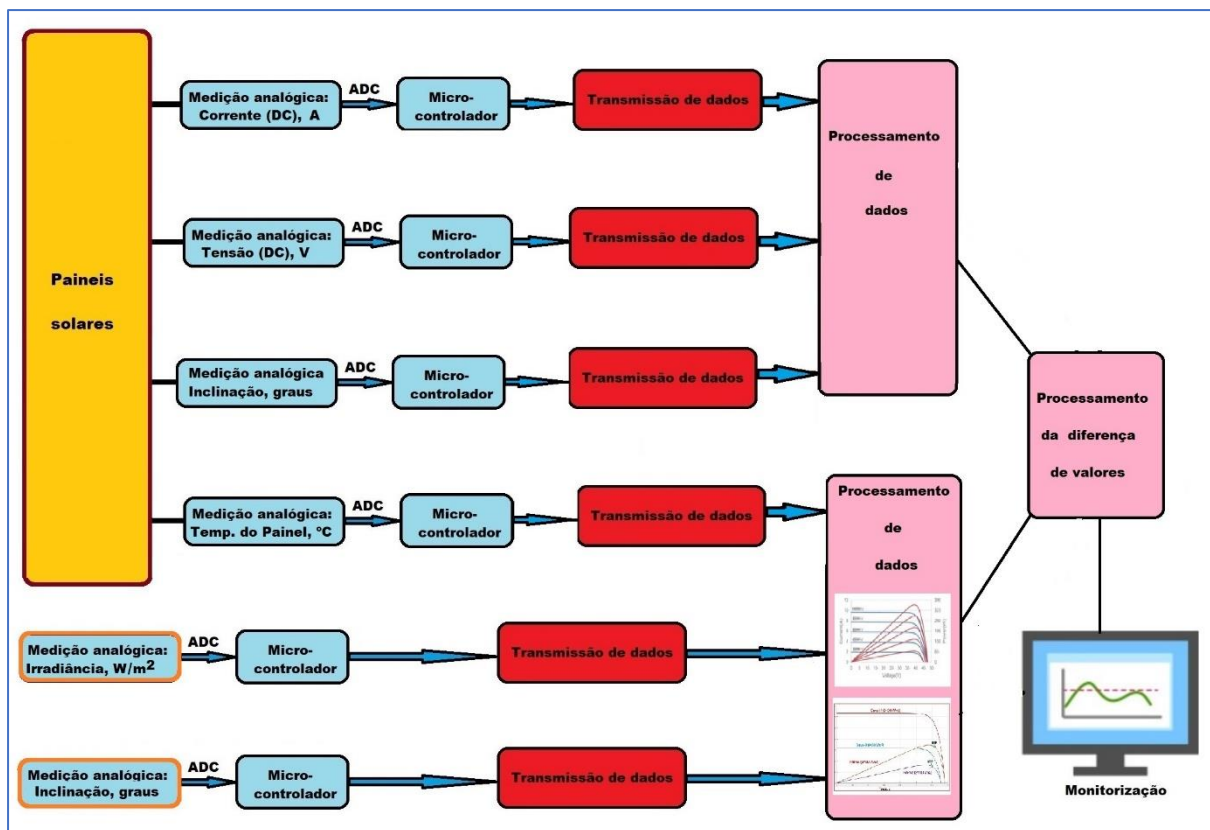 Paineis
solares
Medição analógica:
Corrente (DC), A
ADC
Micro-
controlador
Transmissão de dados
Processamento
de
dados
Medição analógica:
Tensão (DC), V
ADC
Micro-
controlador
Transmissão de dados
Medição analógica
Inclinação, graus
ADC
Micro-
controlador
Transmissão de dados
Medição analógica:
Temp. do Painel, ºC
ADC
Micro-
controlador
Transmissão de dados
Processamento
de
dados
Medição analógica:
Irradiância, W/m²
ADC
Micro-
controlador
Transmissão de dados
Medição analógica:
Inclinação, graus
ADC
Micro-
controlador
Transmissão de dados
Processamento
da diferença
de valores
Monitorização